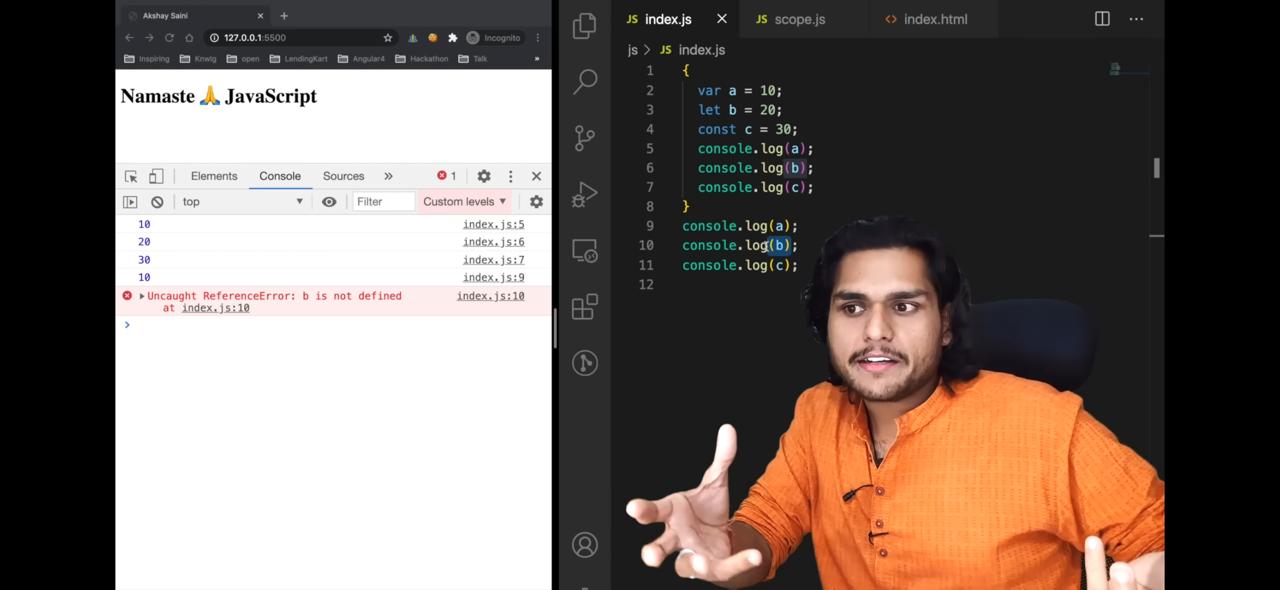 Akshay Saini
127.0.0.1:5500
Incognito
Inspiring Knwlg open LendingKart Angular4 Hackathon Talk »
Namaste 🙏 JavaScript
Elements Console Sources » 1
top Filter Custom levels
10 index.js:5
20 index.js:6
30 index.js:7
10 index.js:9
Uncaught ReferenceError: b is not defined index.js:10
at index.js:10
>
JS index.js JS scope.js <> index.html
js > JS index.js
1 {
2 var a = 10;
3 let b = 20;
4 const c = 30;
5 console.log(a);
6 console.log(b);
7 console.log(c);
8 }
9 console.log(a);
10 console.log(b);
11 console.log(c);
12